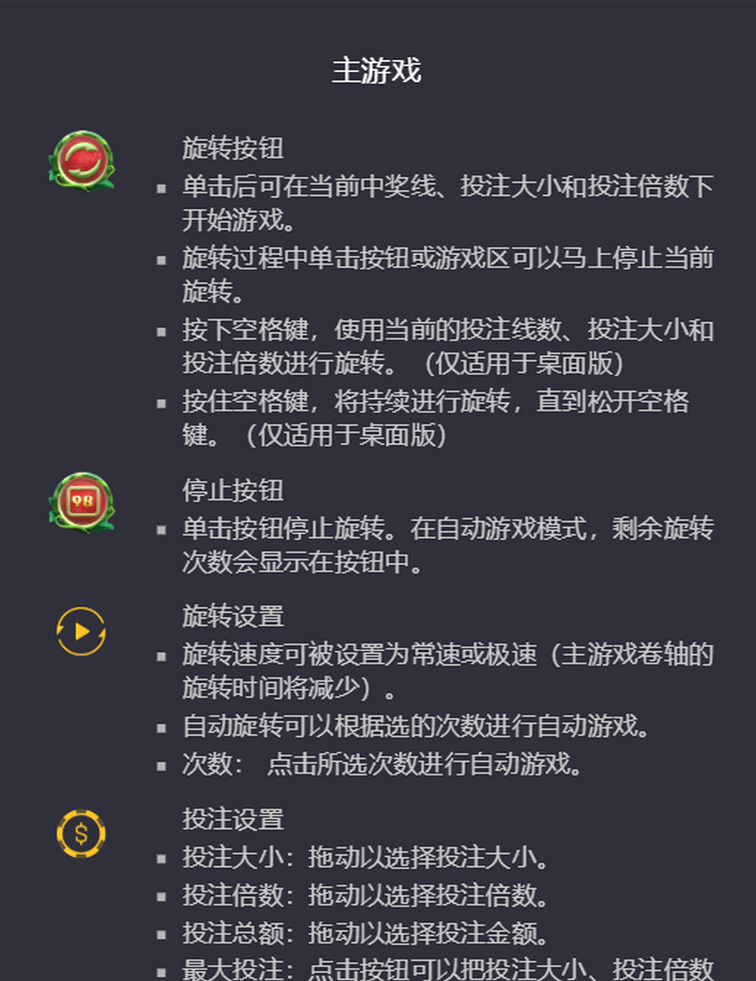 主游戏
旋转按钮
▪ 单击后可在当前中奖线、投注大小和投注倍数下
开始游戏。
▪ 旋转过程中单击按钮或游戏区可以马上停止当前
旋转。
▪ 按下空格键，使用当前的投注线数、投注大小和
投注倍数进行旋转。（仅适用于桌面版）
▪ 按住空格键，将持续进行旋转，直到松开空格
键。（仅适用于桌面版）
98
停止按钮
▪ 单击按钮停止旋转。在自动游戏模式，剩余旋转
次数会显示在按钮中。
旋转设置
▪ 旋转速度可被设置为常速或极速（主游戏卷轴的
旋转时间将减少）。
▪ 自动旋转可以根据选的次数进行自动游戏。
▪ 次数： 点击所选次数进行自动游戏。
$
投注设置
▪ 投注大小：拖动以选择投注大小。
▪ 投注倍数：拖动以选择投注倍数。
▪ 投注总额：拖动以选择投注金额。
▪ 最大投注：点击按钮可以把投注大小、投注倍数